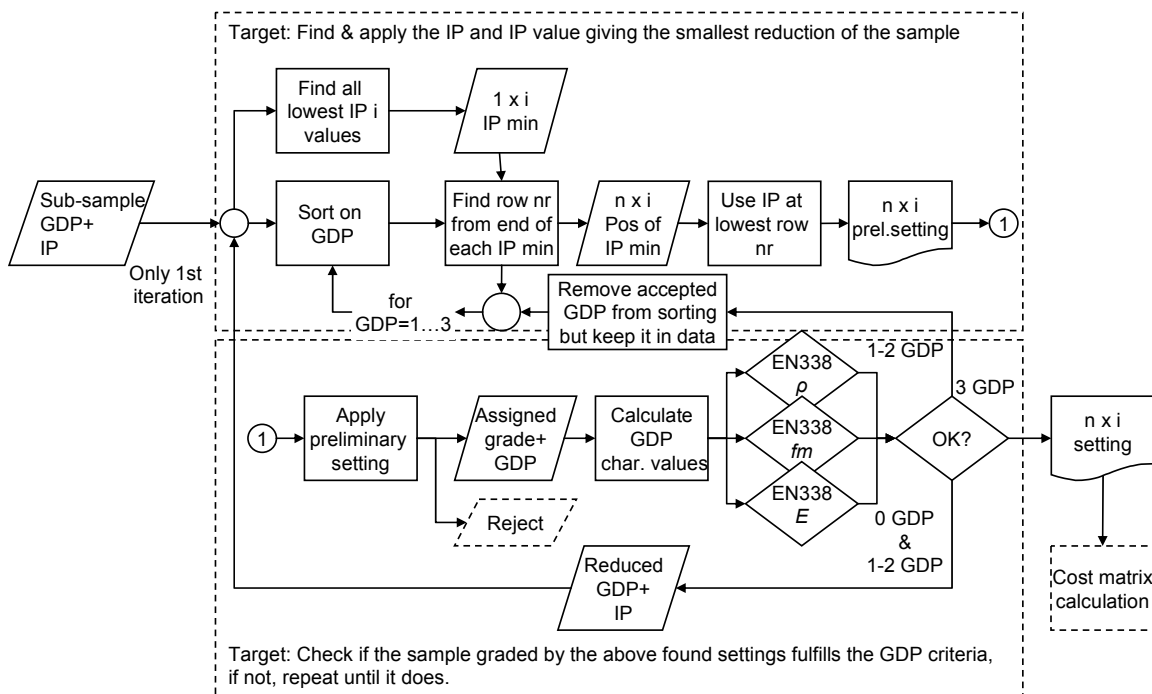 Target: Find & apply the IP and IP value giving the smallest reduction of the sample
Find all
lowest IP i
values
1 x i
IP min
Sub-sample
GDP+
IP
Only 1st
iteration
Sort on
GDP
Find row nr
from end of
each IP min
n x i
Pos of
IP min
Use IP at
lowest row
nr
n x i
prel.setting
1
for
GDP=1…3
Remove accepted
GDP from sorting
but keep it in data
1-2 GDP
3 GDP
1
Apply
preliminary
setting
Assigned
grade+
GDP
Calculate
GDP
char. values
EN338
ρ
EN338
fm
EN338
E
OK?
n x i
setting
Reject
0 GDP
&
1-2 GDP
Reduced
GDP+
IP
Cost matrix
calculation
Target: Check if the sample graded by the above found settings fulfills the GDP criteria,
if not, repeat until it does.